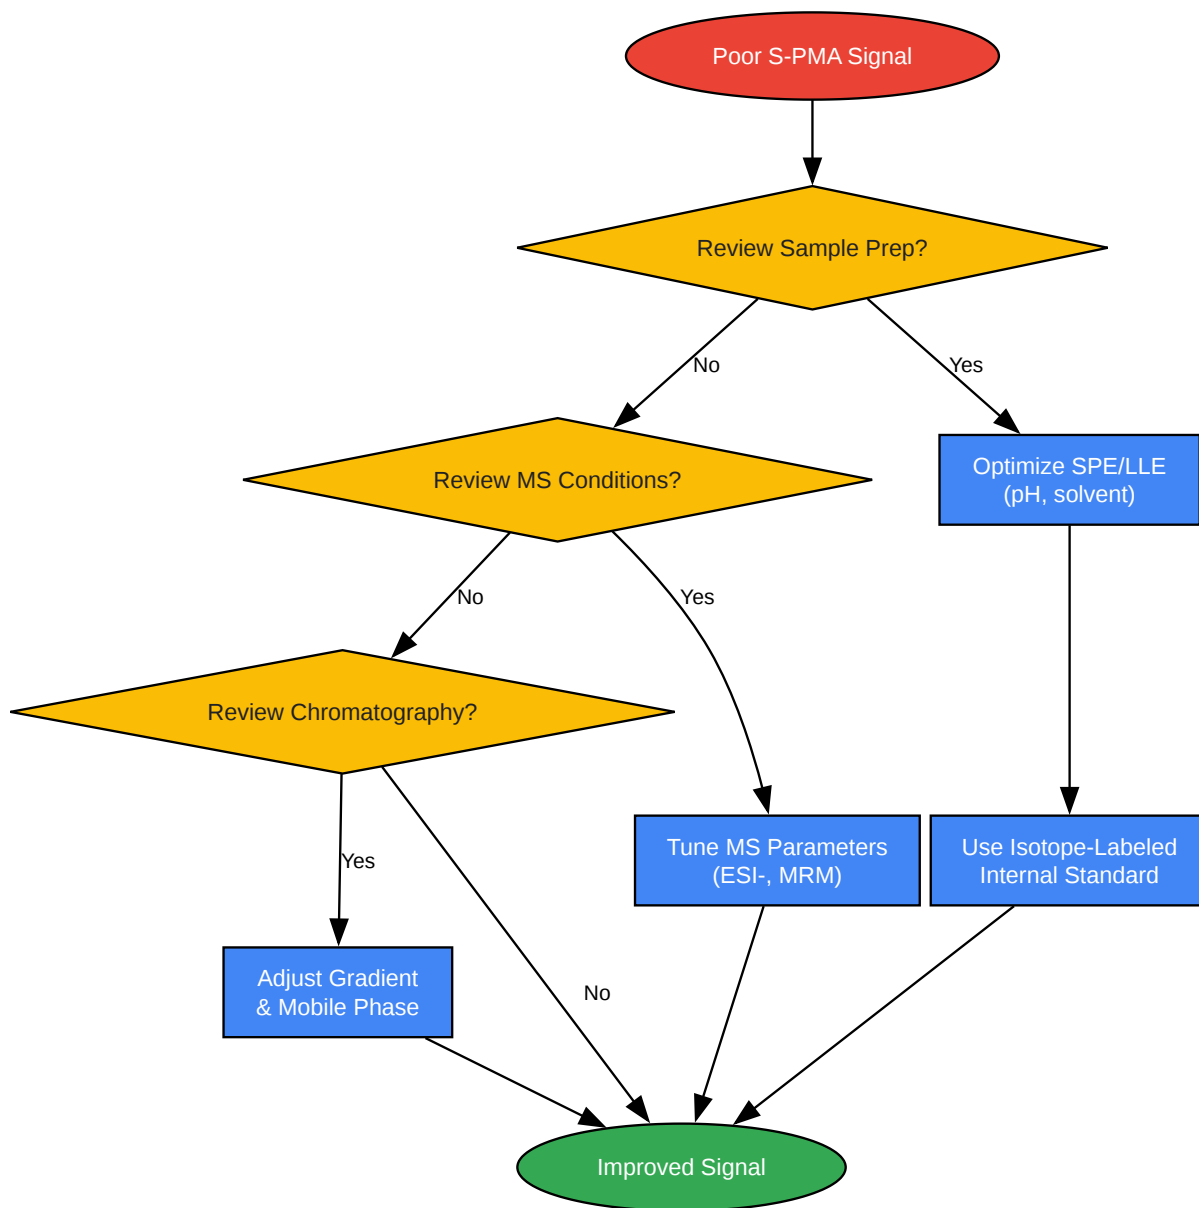 Poor S-PMA Signal
Review Sample Prep?
No
Yes
Review MS Conditions?
Optimize SPE/LLE
(pH, solvent)
No
Yes
Review Chromatography?
Yes
Tune MS Parameters
(ESI-, MRM)
Use Isotope-Labeled
Internal Standard
Adjust Gradient
& Mobile Phase
No
Improved Signal